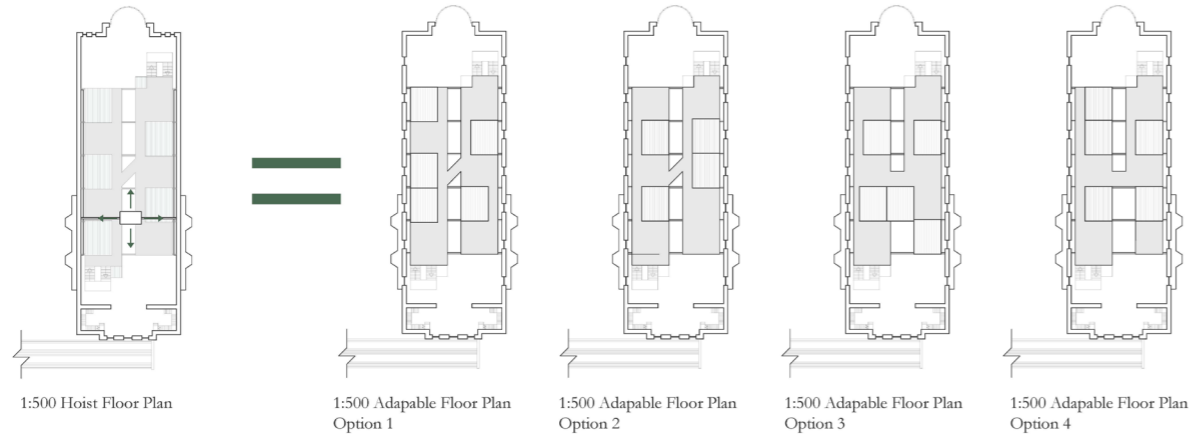 1:500 Hoist Floor Plan
1:500 Adapable Floor Plan
Option 1
1:500 Adapable Floor Plan
Option 2
1:500 Adapable Floor Plan
Option 3
1:500 Adapable Floor Plan
Option 4